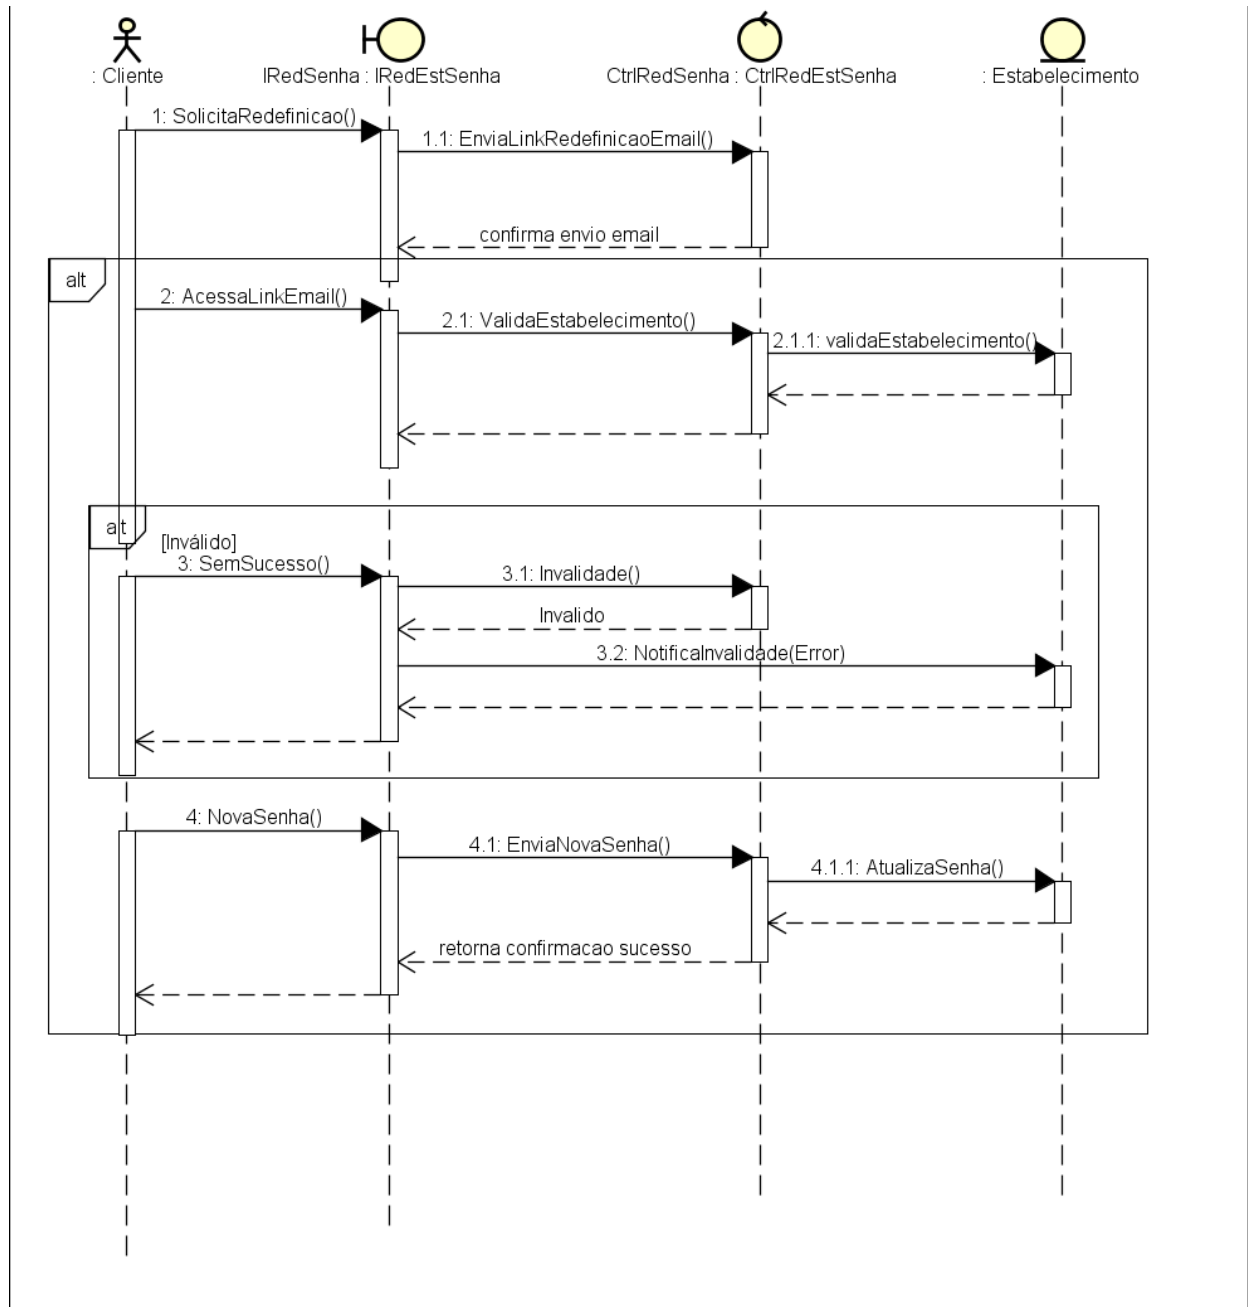 : Cliente
IRedSenha : IRedEstSenha
CtrlRedSenha : CtrlRedEstSenha
: Estabelecimento
1: SolicitaRedefinicao()
1.1: EnviaLinkRedefinicaoEmail()
confirma envio email
alt
2: AcessaLinkEmail()
2.1: ValidaEstabelecimento()
2.1.1: validaEstabelecimento()
alt
[Inválido]
3: SemSucesso()
3.1: Invalidade()
Invalido
3.2: NotificaInvalidade(Error)
4: NovaSenha()
4.1: EnviaNovaSenha()
4.1.1: AtualizaSenha()
retorna confirmacao sucesso